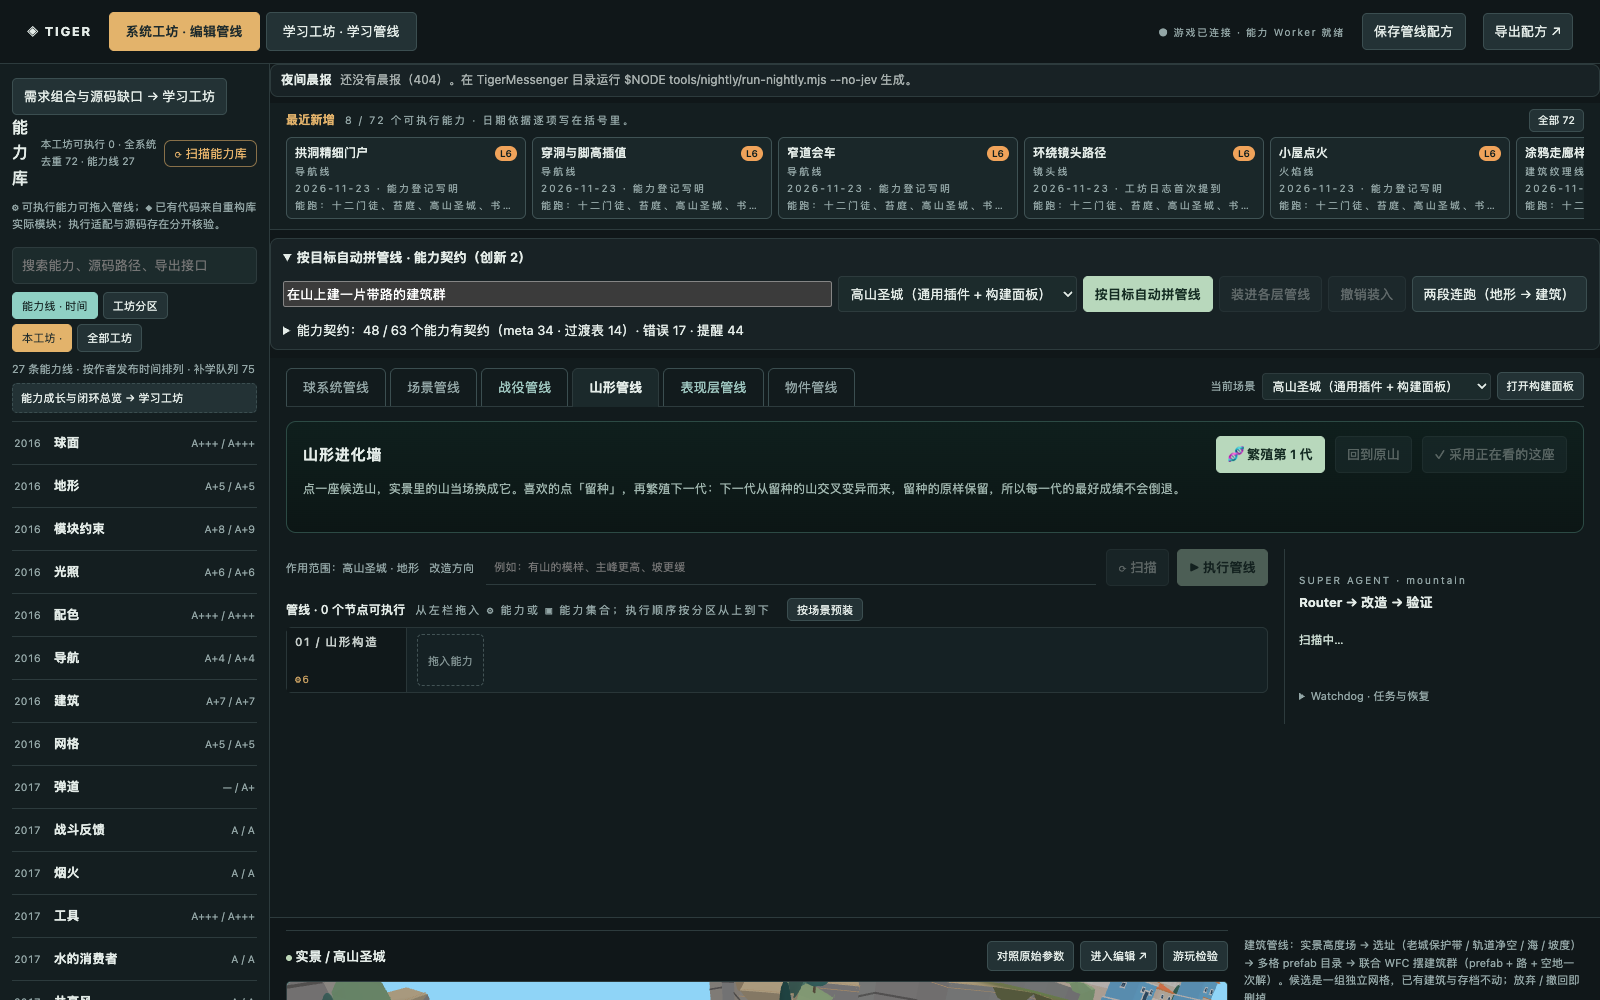 ◈ TIGER
系统工坊 · 编辑管线
学习工坊 · 学习管线
游戏已连接 · 能力 Worker 就绪
保存管线配方
导出配方 ↗
需求组合与源码缺口 → 学习工坊
能力库
本工坊可执行 0 · 全系统去重 72 · 能力线 27
⟳ 扫描能力库
⚙ 可执行能力可拖入管线；◆ 已有代码来自重构库
实际模块；执行适配与源码存在分开核验。
搜索能力、源码路径、导出接口
能力线 · 时间
工坊分区
本工坊 ·
全部工坊
27 条能力线 · 按作者发布时间排列 · 补学队列 75
能力成长与闭环总览 → 学习工坊
2016 球面 A+++ / A+++
2016 地形 A+5 / A+5
2016 模块约束 A+8 / A+9
2016 光照 A+6 / A+6
2016 配色 A+++ / A+++
2016 导航 A+4 / A+4
2016 建筑 A+7 / A+7
2016 网格 A+5 / A+5
2017 弹道 — / A+
2017 战斗反馈 A / A
2017 烟火 A / A
2017 工具 A+++ / A+++
2017 水的消费者 A / A
夜间晨报 还没有晨报（404）。在 TigerMessenger 目录运行 $NODE tools/nightly/run-nightly.mjs --no-jev 生成。
最近新增 8 / 72 个可执行能力 · 日期依据逐项写在括号里。
全部 72
拱洞精细门户 L6
导航线
2026-11-23 · 能力登记写明
能跑：十二门徒、苔庭、高山圣城、书…
穿洞与脚高插值 L6
导航线
2026-11-23 · 能力登记写明
能跑：十二门徒、苔庭、高山圣城、书…
窄道会车 L6
导航线
2026-11-23 · 能力登记写明
能跑：十二门徒、苔庭、高山圣城、书…
环绕镜头路径 L6
镜头线
2026-11-23 · 工坊日志首次提到
能跑：十二门徒、苔庭、高山圣城、书…
小屋点火 L6
火焰线
2026-11-23 · 能力登记写明
能跑：十二门徒、苔庭、高山圣城、书…
涂鸦走廊样
建筑纹理线
2026-11-
能跑：十二
▼ 按目标自动拼管线 · 能力契约（创新 2）
在山上建一片带路的建筑群
高山圣城（通用插件 + 构建面板）
按目标自动拼管线
装进各层管线
撤销装入
两段连跑（地形 → 建筑）
▶ 能力契约：48 / 63 个能力有契约（meta 34 · 过渡表 14）· 错误 17 · 提醒 44
球系统管线
场景管线
战役管线
山形管线
表现层管线
物件管线
当前场景
高山圣城（通用插件 + 构建面板）
打开构建面板
山形进化墙
🧬 繁殖第 1 代
回到原山
✓ 采用正在看的这座
点一座候选山，实景里的山当场换成它。喜欢的点「留种」，再繁殖下一代：下一代从留种的山交叉变异而来，留种的原样保留，所以每一代的最好成绩不会倒退。
作用范围：高山圣城 · 地形 改造方向 例如：有山的模样、主峰更高、坡更缓
⟳ 扫描
▶ 执行管线
管线 · 0 个节点可执行 从左栏拖入 ⚙ 能力或 ▣ 能力集合；执行顺序按分区从上到下
按场景预装
01 / 山形构造
⚙6
拖入能力
SUPER AGENT · mountain
Router → 改造 → 验证
扫描中…
▶ Watchdog · 任务与恢复
● 实景 / 高山圣城
对照原始参数
进入编辑 ↗
游玩检验
建筑管线：实景高度场 → 选址（老城保护带 / 轨道净空 / 海 / 坡度）
→ 多格 prefab 目录 → 联合 WFC 摆建筑群（prefab + 路 + 空地一
次解）。候选是一组独立网格，已有建筑与存档不动；放弃 / 撤回即
删掉